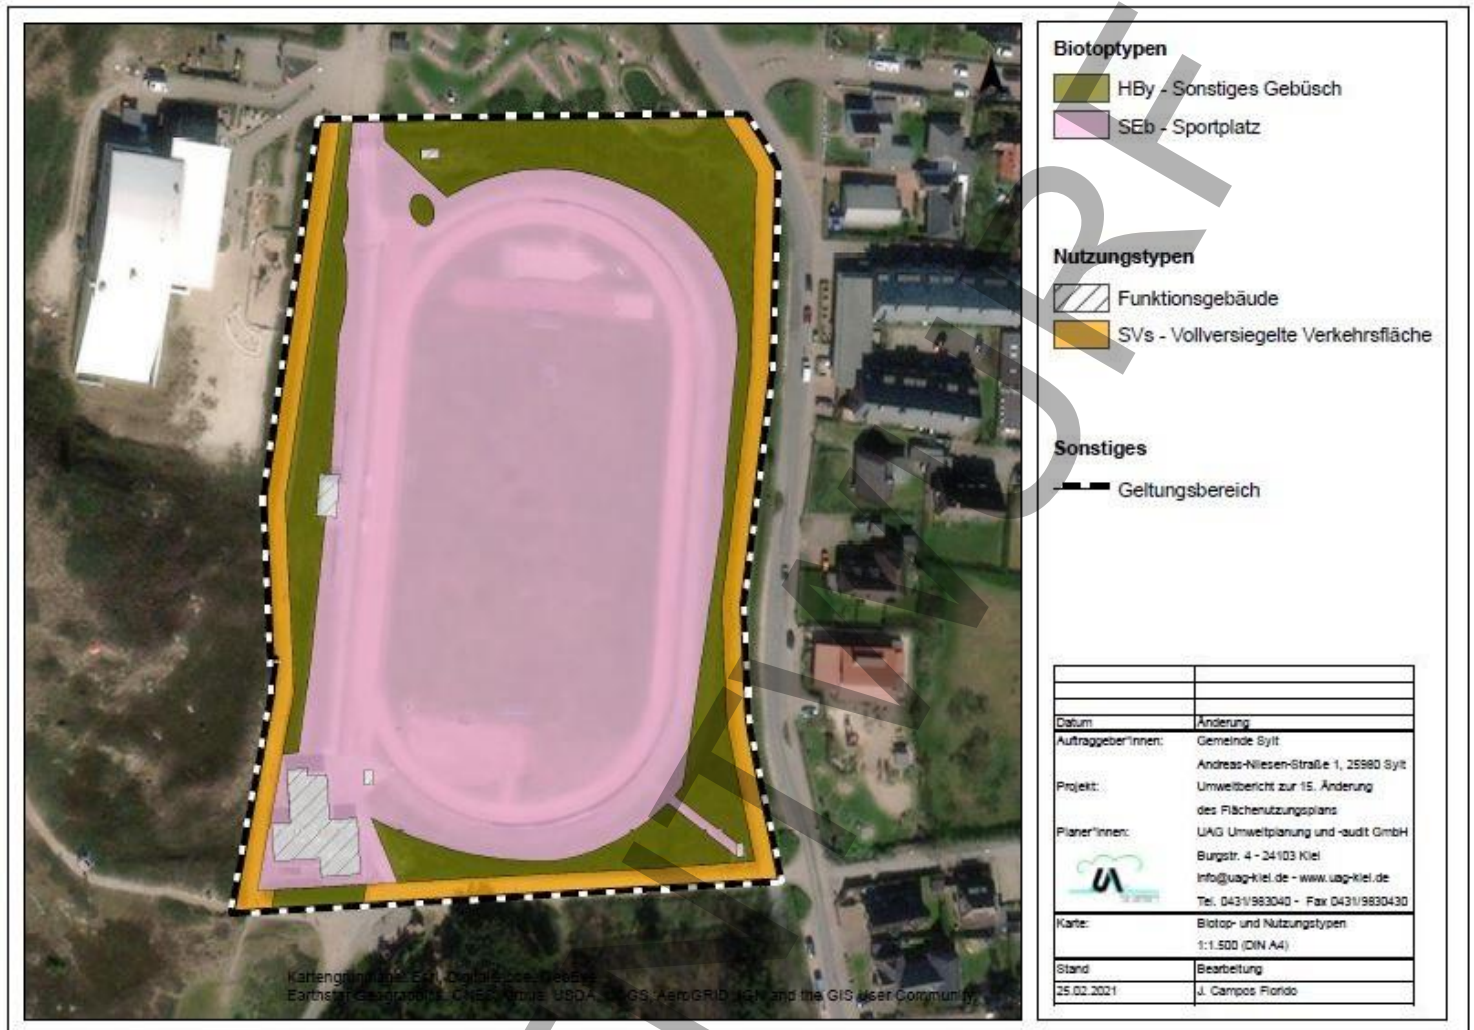 Biotoptypen
HBy - Sonstiges Gebüsch
SEb - Sportplatz
Nutzungstypen
Funktionsgebäude
SVs - Vollversiegelte Verkehrsfläche
Sonstiges
Geltungsbereich
Datum Änderung
Auftraggeber*innen: Gemeinde Sylt
Andreas-Nielsen-Straße 1, 25980 Sylt
Projekt: Umweltbericht zur 15. Änderung
des Flächenutzungsplans
Planer*innen: UAG Umweltplanung und -audit GmbH
Burgstr. 4 - 24103 Kiel
info@uag-kiel.de - www.uag-kiel.de
Tel. 0431/983040 - Fax 0431/9830430
Karte: Biotop- und Nutzungstypen
1:1.500 (DIN A4)
Stand Bearbeitung
25.02.2021 J. Campos Florido
Esri, DigitalGlobe, GeoEye,
Earthstar Geographics, CNES/Airbus, USDA, USGS, AeroGRID, IGN and the GIS User Community
ENTWURF